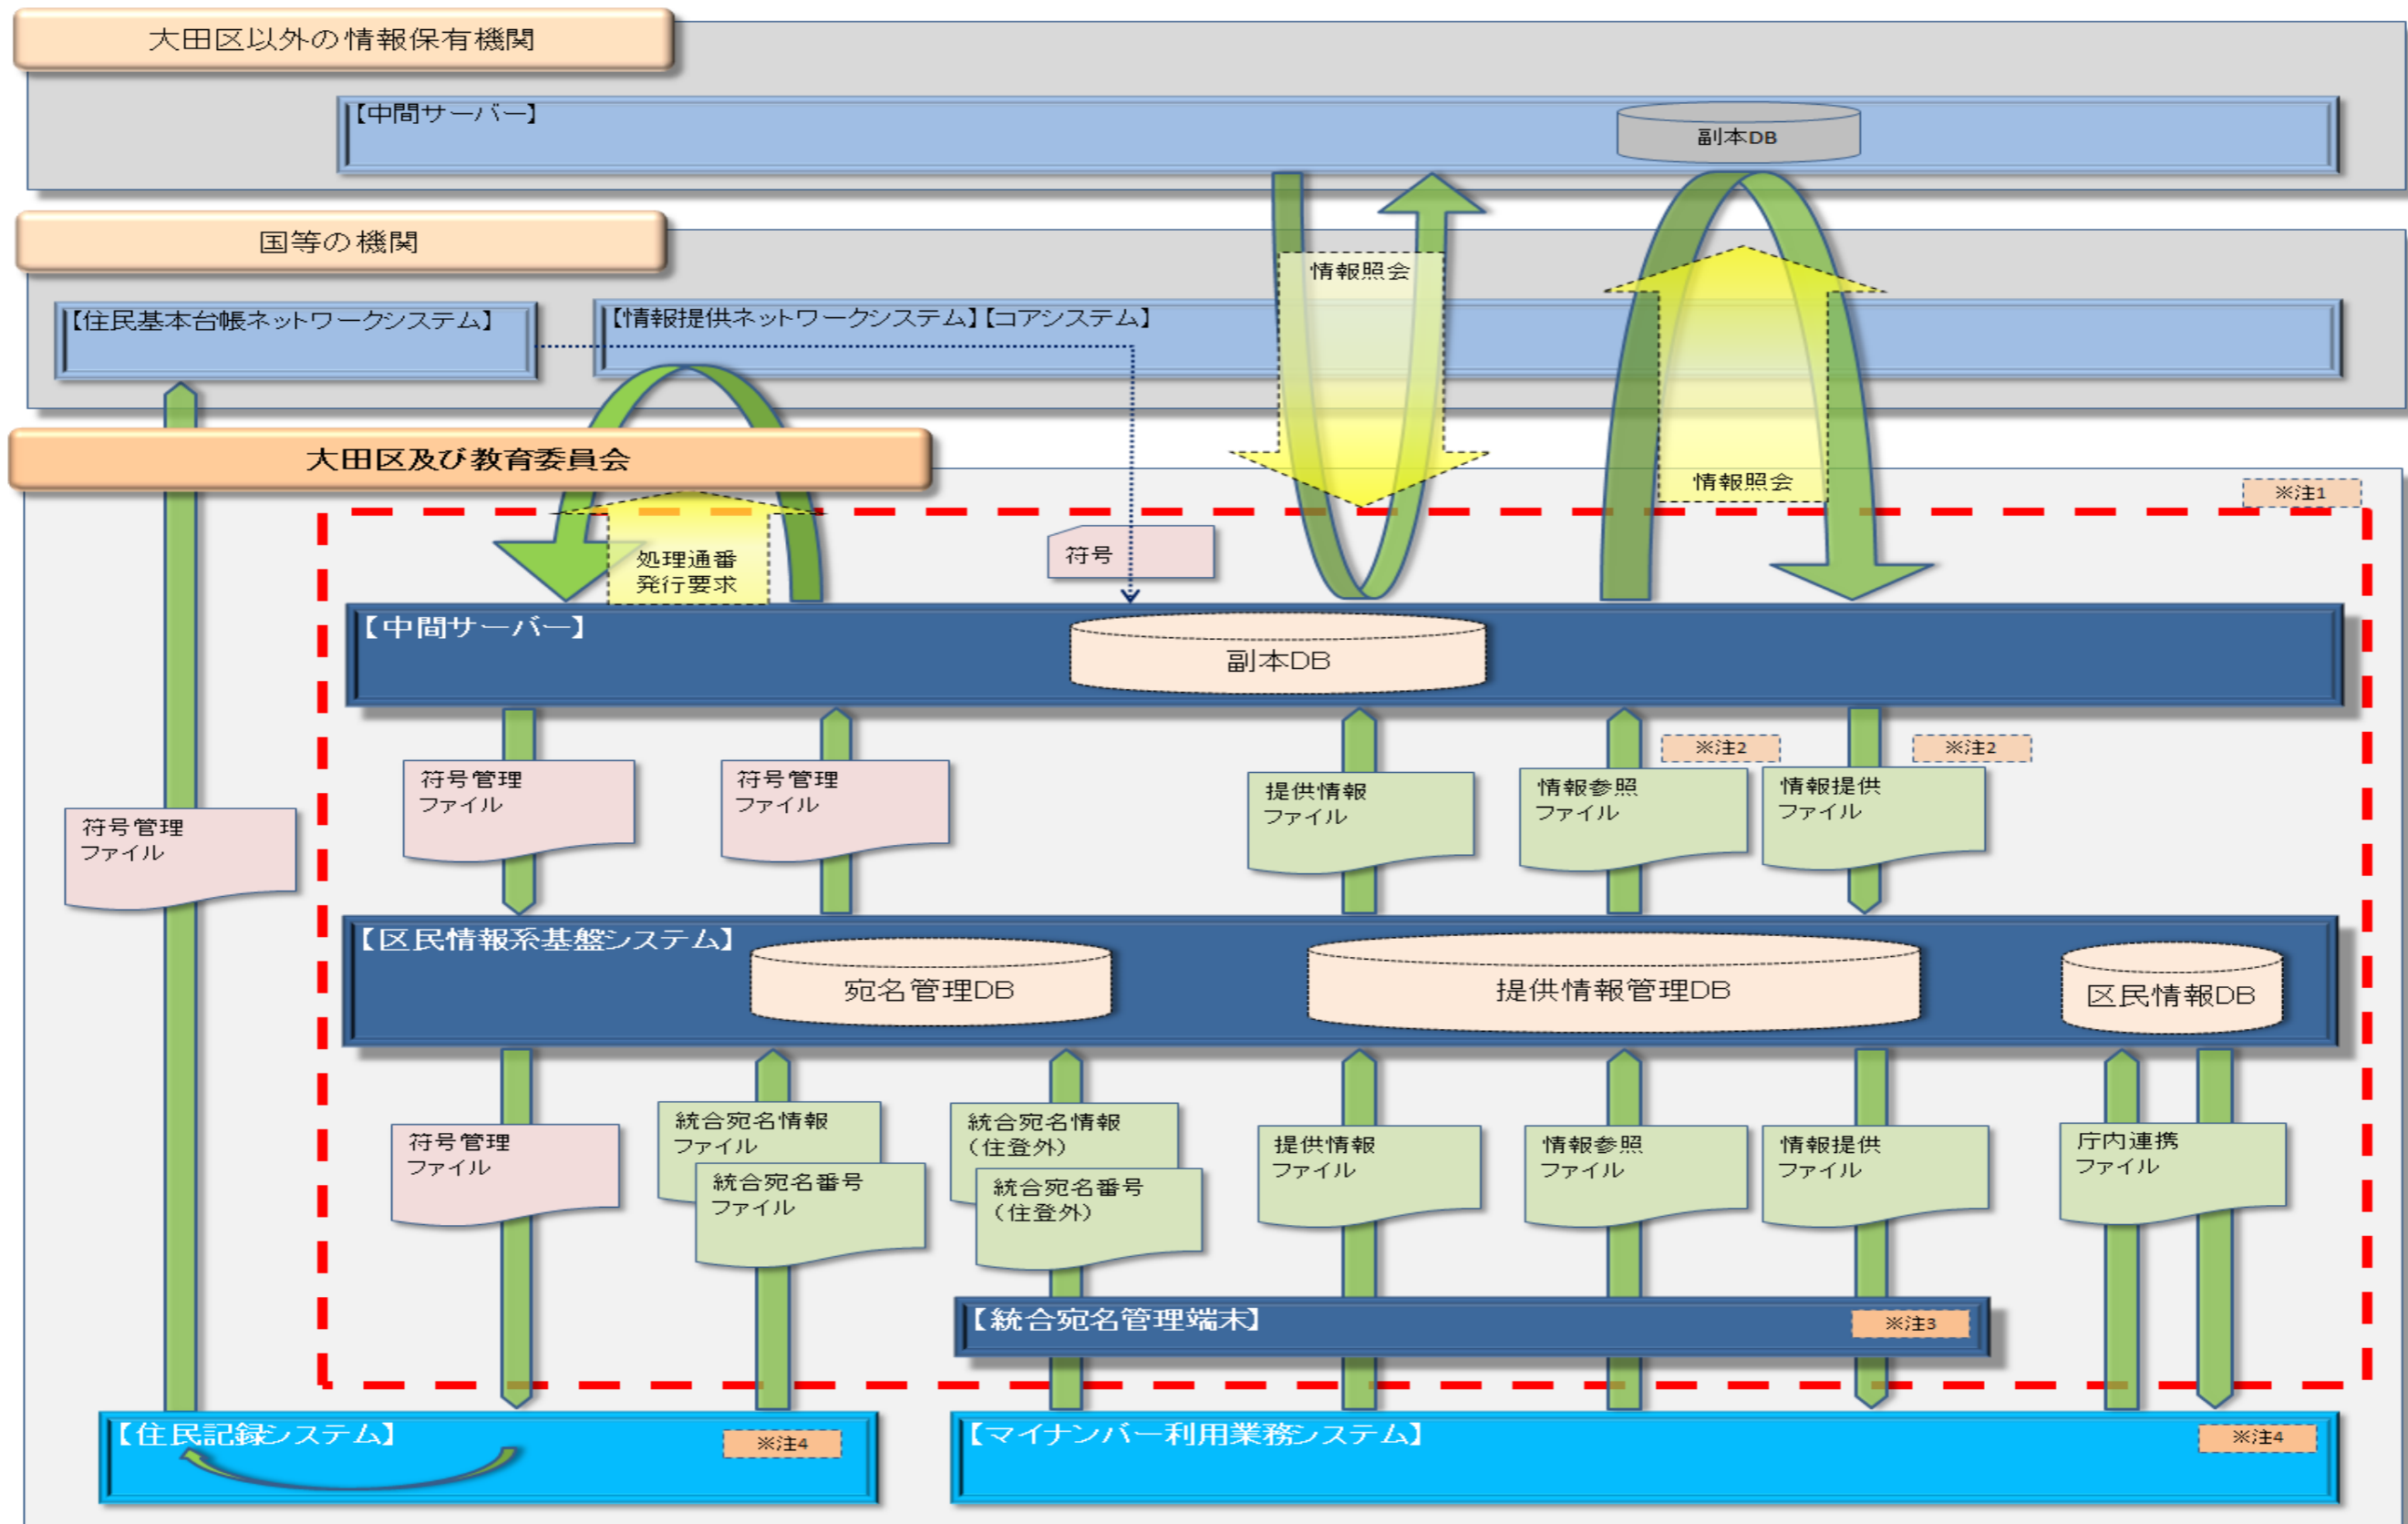 大田区以外の情報保有機関
【中間サーバー】
副本DB
国等の機関
情報照会
【住民基本台帳ネットワークシステム】
【情報提供ネットワークシステム】【コアシステム】
大田区及び教育委員会
情報照会
※注1
処理通番
発行要求
符号
【中間サーバー】
副本DB
※注2
※注2
符号管理
ファイル
符号管理
ファイル
提供情報
ファイル
情報参照
ファイル
情報提供
ファイル
符号管理
ファイル
【区民情報系基盤システム】
宛名管理DB
提供情報管理DB
区民情報DB
符号管理
ファイル
統合宛名情報
ファイル
統合宛名番号
ファイル
統合宛名情報
（住登外）
統合宛名番号
（住登外）
提供情報
ファイル
情報参照
ファイル
情報提供
ファイル
庁内連携
ファイル
【統合宛名管理端末】
※注3
【住民記録システム】
※注4
【マイナンバー利用業務システム】
※注4